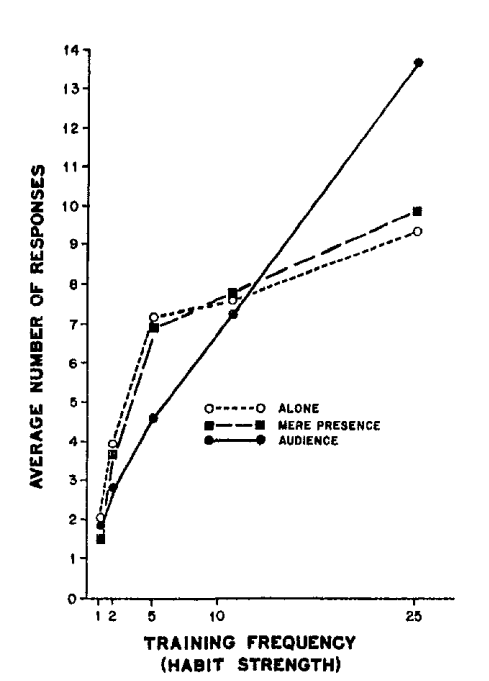 14
13
12
11
10
9
8
7
6
5
4
3
2
1
0
AVERAGE NUMBER OF RESPONSES
ALONE
MERE PRESENCE
AUDIENCE
1 2 5 10 25
TRAINING FREQUENCY
(HABIT STRENGTH)